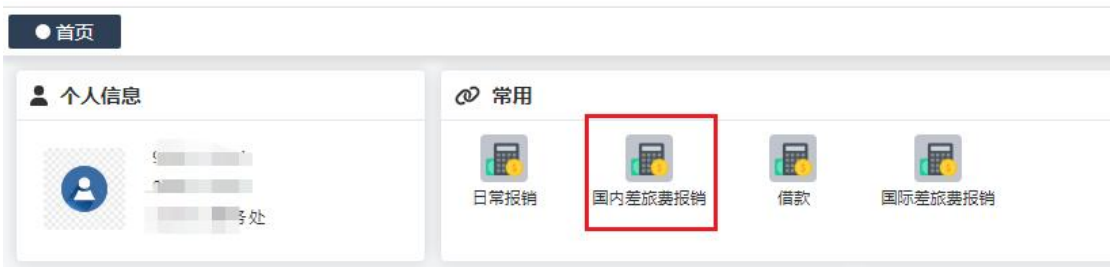 首页
个人信息
常用
务处
日常报销
国内差旅费报销
借款
国际差旅费报销